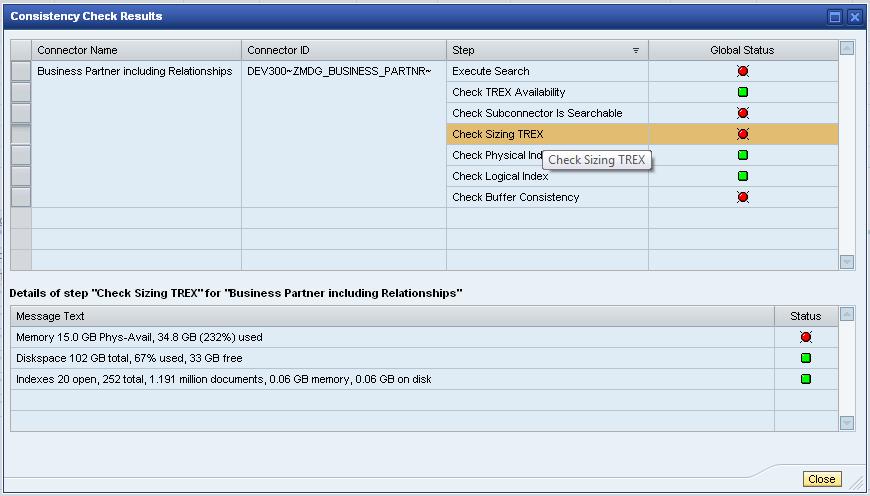 Consistency Check Results
Connector Name Connector ID Step Global Status
Business Partner including Relationships DEV300~ZMDG_BUSINESS_PARTNR~ Execute Search
Check TREX Availability
Check Subconnector Is Searchable
Check Sizing TREX
Check Physical Ind
Check Sizing TREX
Check Logical Index
Check Buffer Consistency
Details of step "Check Sizing TREX" for "Business Partner including Relationships"
Message Text Status
Memory 15.0 GB Phys-Avail, 34.8 GB (232%) used
Diskspace 102 GB total, 67% used, 33 GB free
Indexes 20 open, 252 total, 1.191 million documents, 0.06 GB memory, 0.06 GB on disk
Close